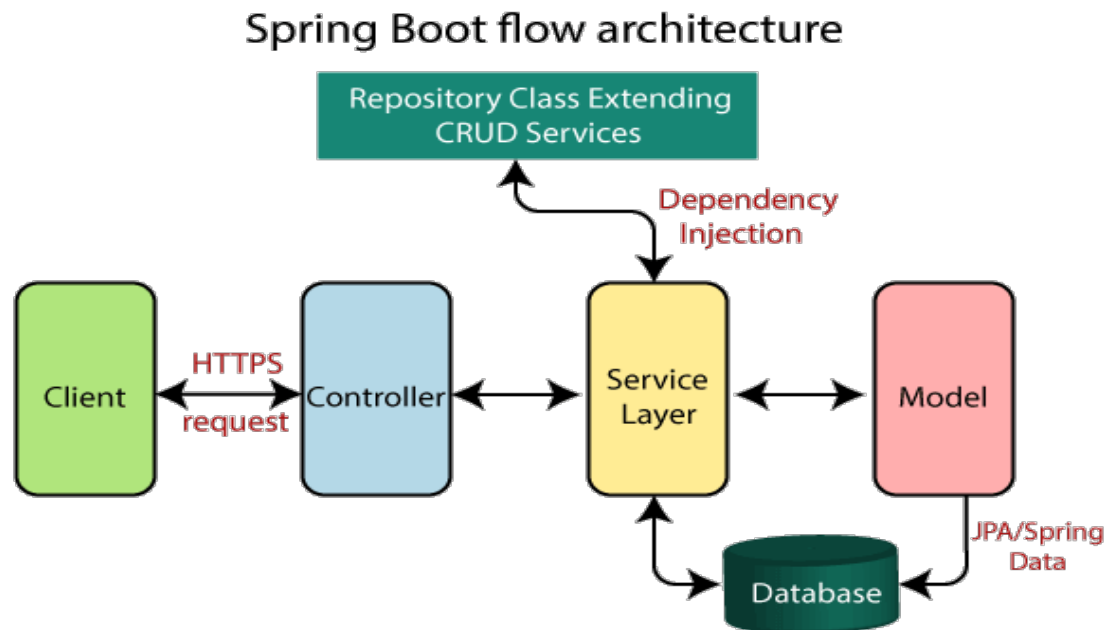 Spring Boot flow architecture
Repository Class Extending
CRUD Services
Dependency
Injection
Client
HTTPS
request
Controller
Service
Layer
Model
JPA/Spring
Data
Database